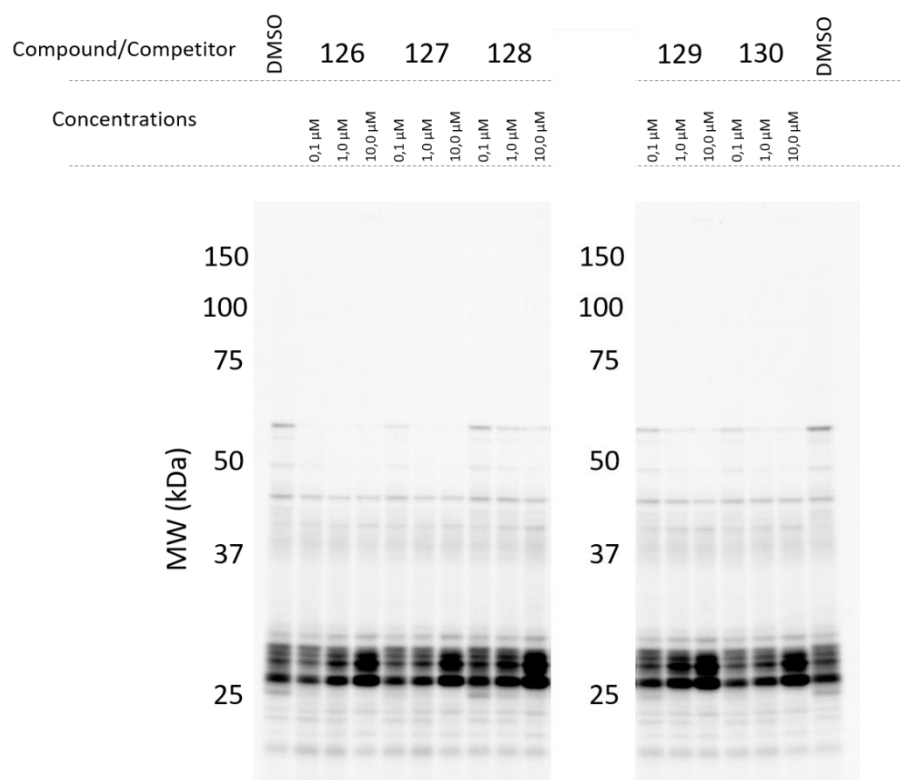 Compound/Competitor DMSO 126 127 128 129 130 DMSO
Concentrations 0,1 µM 1,0 µM 10,0 µM 0,1 µM 1,0 µM 10,0 µM 0,1 µM 1,0 µM 10,0 µM 0,1 µM 1,0 µM 10,0 µM 0,1 µM 1,0 µM 10,0 µM
150 150
100 100
75 75
50 50
MW (kDa)
37 37
25 25